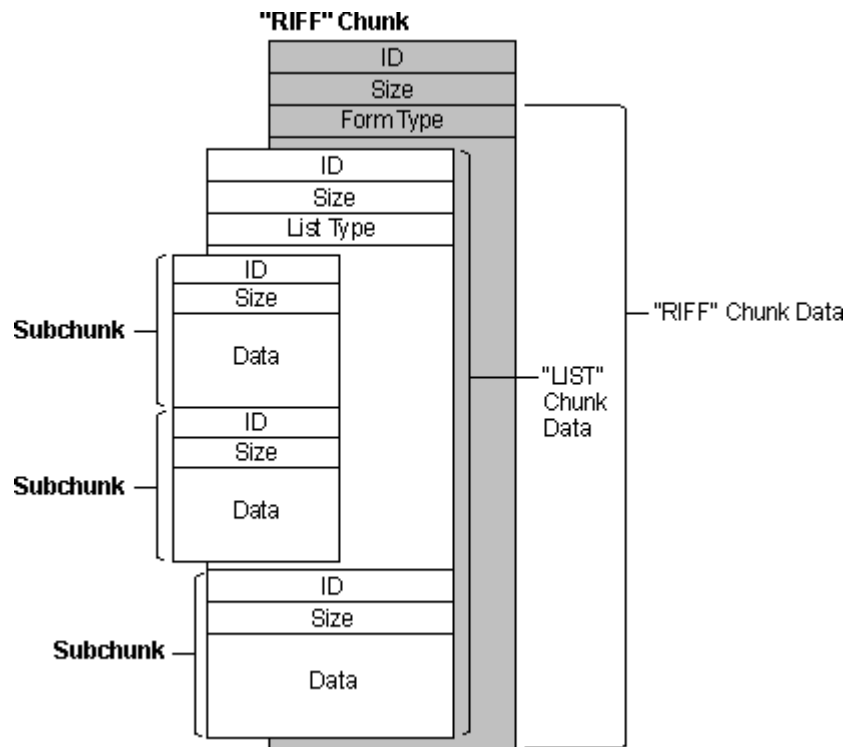 "RIFF" Chunk
ID
Size
Form Type
ID
Size
List Type
ID
Size
Subchunk
Data
"RIFF" Chunk Data
"LIST"
Chunk
Data
ID
Size
Subchunk
Data
ID
Size
Subchunk
Data